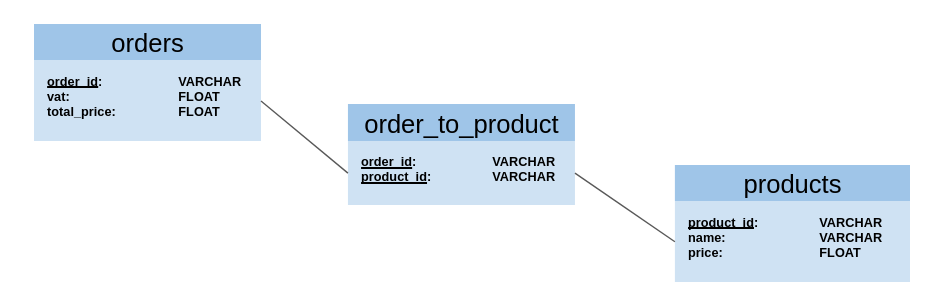 orders
order_id: VARCHAR
vat: FLOAT
total_price: FLOAT
order_to_product
order_id: VARCHAR
product_id: VARCHAR
products
product_id: VARCHAR
name: VARCHAR
price: FLOAT